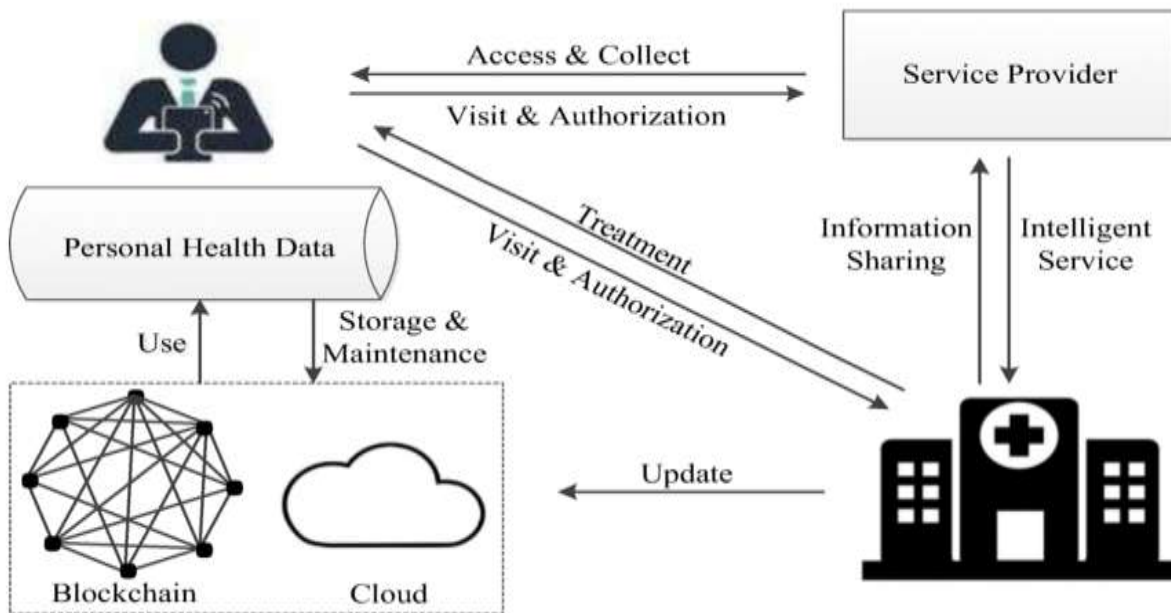 Access & Collect
Service Provider
Visit & Authorization
Personal Health Data
Treatment
Visit & Authorization
Information
Sharing
Intelligent
Service
Use
Storage &
Maintenance
Update
Blockchain
Cloud